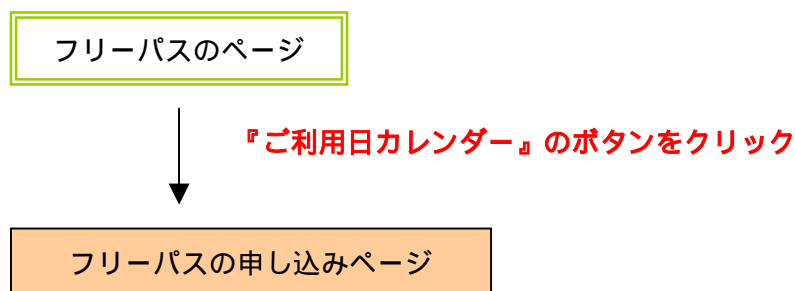 フリーパスのページ
『ご利用日カレンダー』のボタンをクリック
フリーパスの申し込みページ